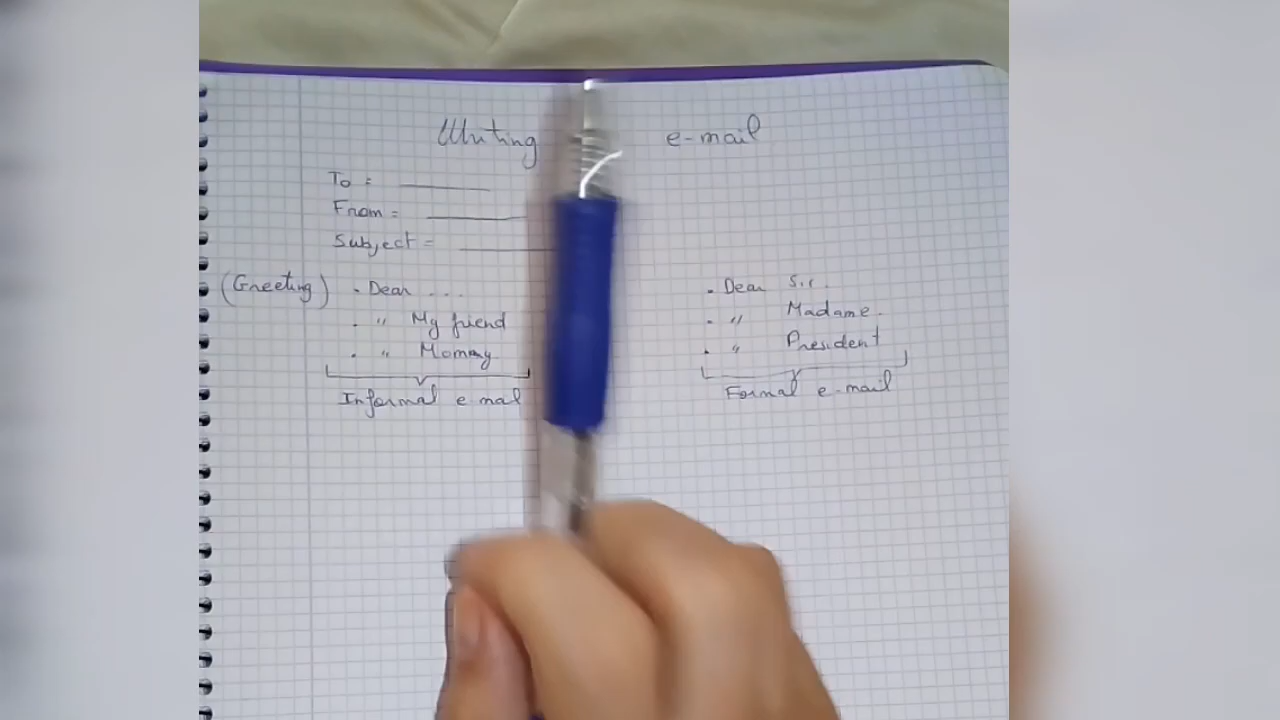 Writing e-mail
To =
From =
Subject =
(Greeting) . Dear ... . Dear Sir.
. " My friend . " Madame.
. " Mommy . " President
Informal e mail Formal e-mail